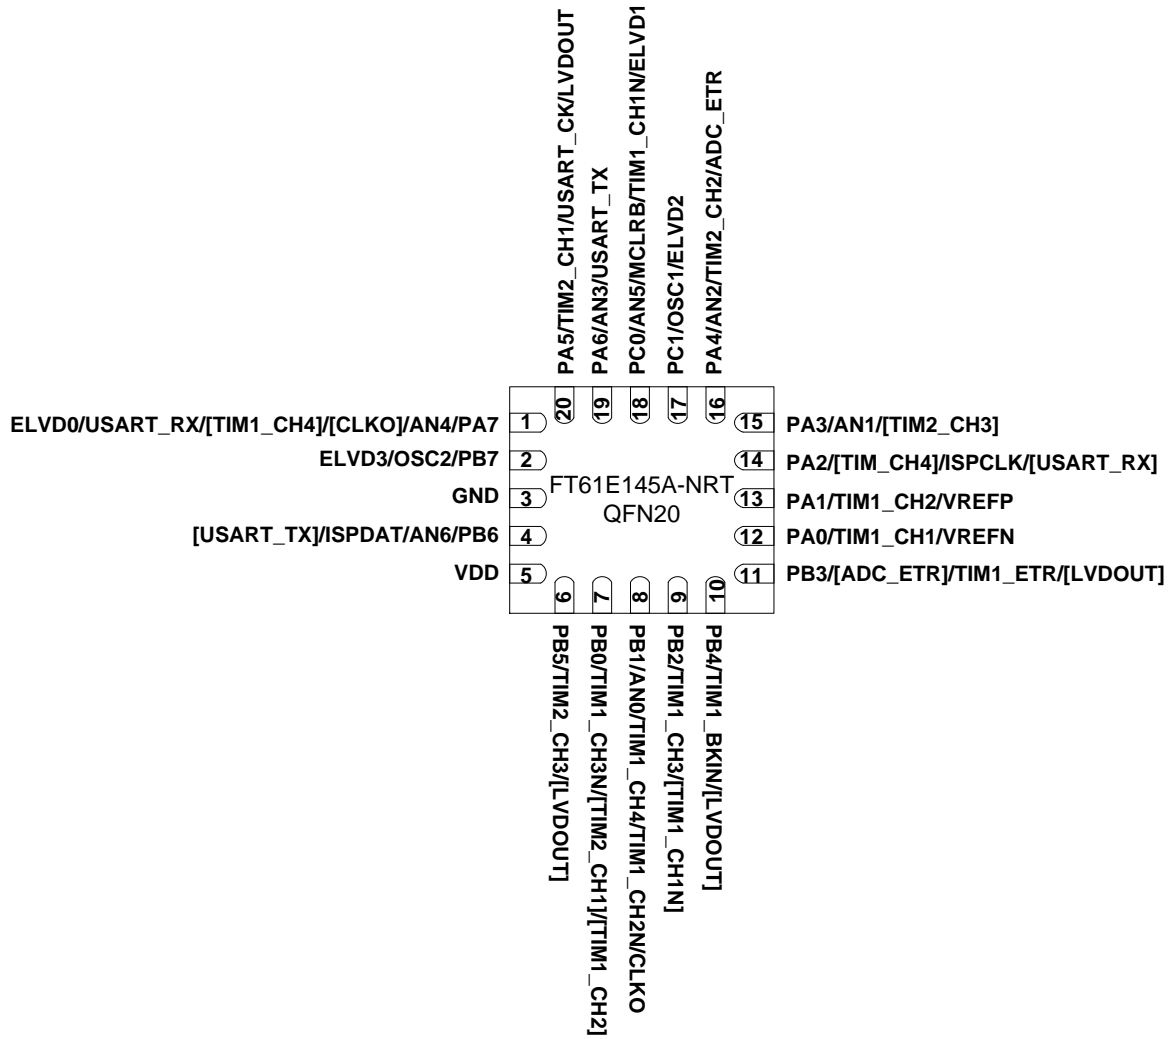 PA5/TIM2_CH1/USART_CK/LVDOUT
PA6/AN3/USART_TX
PC0/AN5/MCLRB/TIM1_CH1N/ELVD1
PC1/OSC1/ELVD2
PA4/AN2/TIM2_CH2/ADC_ETR
20
19
18
17
16
ELVD0/USART_RX/[TIM1_CH4]/[CLKO]/AN4/PA7
1
ELVD3/OSC2/PB7
2
GND
3
[USART_TX]/ISPDAT/AN6/PB6
4
VDD
5
FT61E145A-NRT
QFN20
15
PA3/AN1/[TIM2_CH3]
14
PA2/[TIM_CH4]/ISPCLK/[USART_RX]
13
PA1/TIM1_CH2/VREFP
12
PA0/TIM1_CH1/VREFN
11
PB3/[ADC_ETR]/TIM1_ETR/[LVDOUT]
6
7
8
9
10
PB5/TIM2_CH3/[LVDOUT]
PB0/TIM1_CH3N/[TIM2_CH1]/[TIM1_CH2]
PB1/AN0/TIM1_CH4/TIM1_CH2N/CLKO
PB2/TIM1_CH3/[TIM1_CH1N]
PB4/TIM1_BKIN/[LVDOUT]